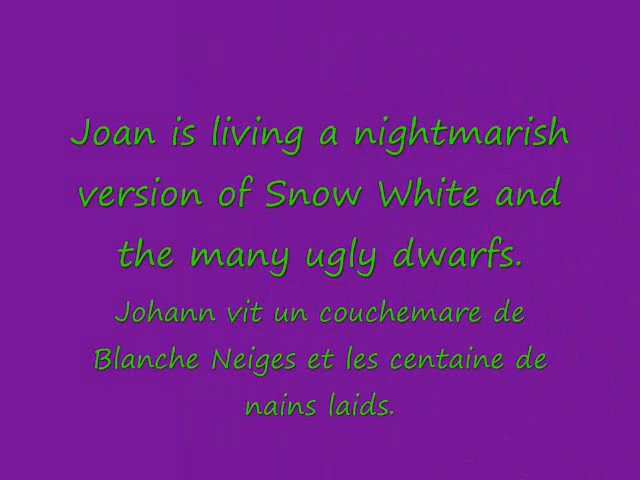 Joan is living a nightmarish
version of Snow White and
the many ugly dwarfs.
Johann vit un couchemare de
Blanche Neiges et les centaine de
nains laids.